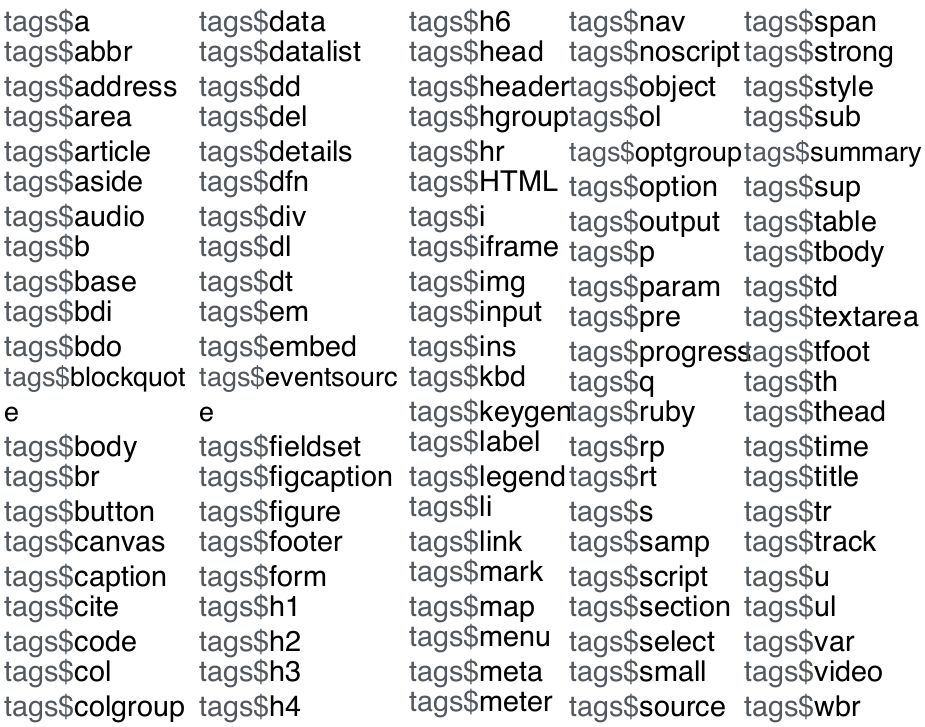 tags$a
tags$abbr
tags$address
tags$area
tags$article
tags$aside
tags$audio
tags$b
tags$base
tags$bdi
tags$bdo
tags$blockquot
e
tags$body
tags$br
tags$button
tags$canvas
tags$caption
tags$cite
tags$code
tags$col
tags$colgroup
tags$data
tags$datalist
tags$dd
tags$del
tags$details
tags$dfn
tags$div
tags$dl
tags$dt
tags$em
tags$embed
tags$eventsourc
e
tags$fieldset
tags$figcaption
tags$figure
tags$footer
tags$form
tags$h1
tags$h2
tags$h3
tags$h4
tags$h6
tags$head
tags$header
tags$hgroup
tags$hr
tags$HTML
tags$i
tags$iframe
tags$img
tags$input
tags$ins
tags$kbd
tags$keygen
tags$label
tags$legend
tags$li
tags$link
tags$mark
tags$map
tags$menu
tags$meta
tags$meter
tags$nav
tags$noscript
tags$object
tags$ol
tags$optgroup
tags$option
tags$output
tags$p
tags$param
tags$pre
tags$progress
tags$q
tags$ruby
tags$rp
tags$rt
tags$s
tags$samp
tags$script
tags$section
tags$select
tags$small
tags$source
tags$span
tags$strong
tags$style
tags$sub
tags$summary
tags$sup
tags$table
tags$tbody
tags$td
tags$textarea
tags$tfoot
tags$th
tags$thead
tags$time
tags$title
tags$tr
tags$track
tags$u
tags$ul
tags$var
tags$video
tags$wbr